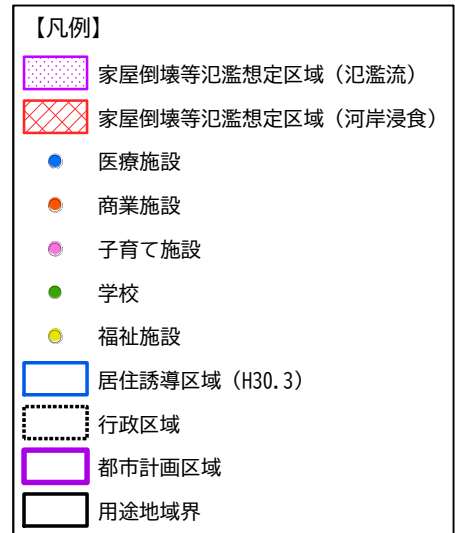 【凡例】
家屋倒壊等氾濫想定区域（氾濫流）
家屋倒壊等氾濫想定区域（河岸浸食）
医療施設
商業施設
子育て施設
学校
福祉施設
居住誘導区域（H30.3）
行政区域
都市計画区域
用途地域界